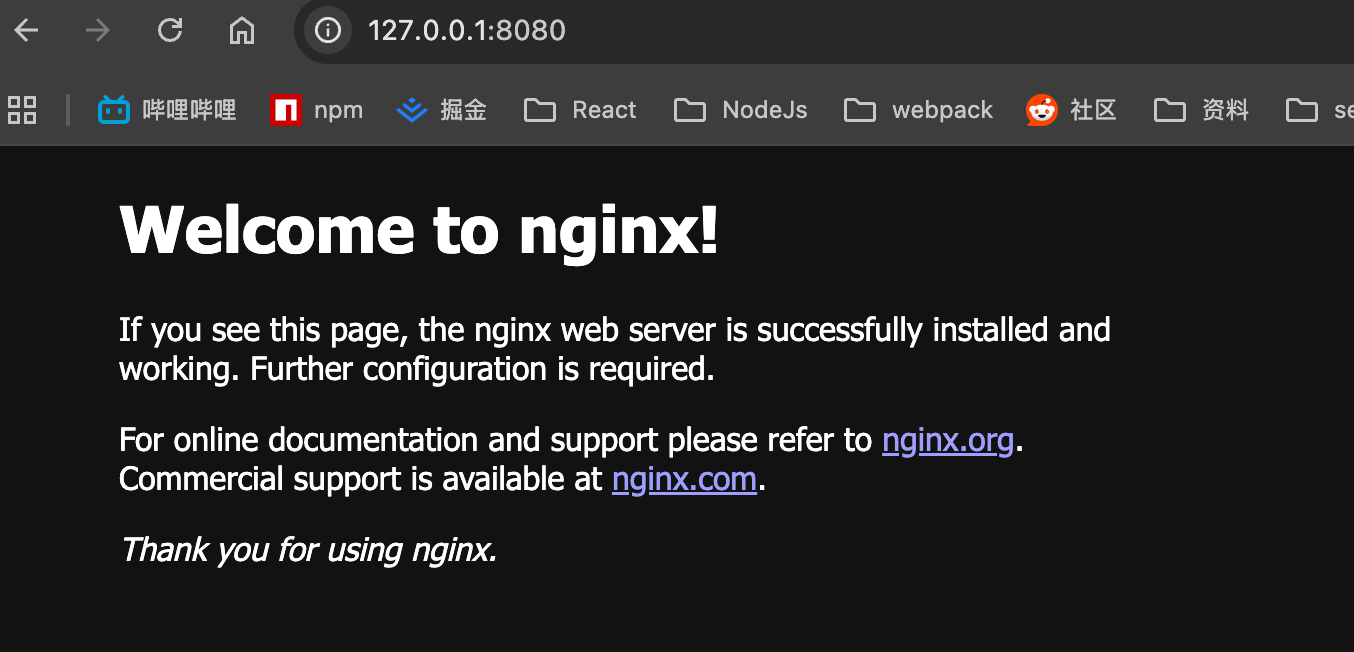 127.0.0.1:8080
哔哩哔哩 npm 掘金 React NodeJs webpack 社区 资料 se
Welcome to nginx!
If you see this page, the nginx web server is successfully installed and
working. Further configuration is required.
For online documentation and support please refer to nginx.org.
Commercial support is available at nginx.com.
Thank you for using nginx.